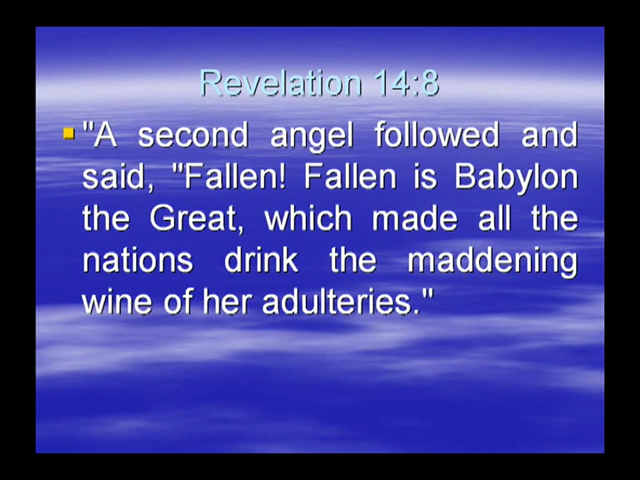 Revelation 14:8
"A second angel followed and
said, "Fallen! Fallen is Babylon
the Great, which made all the
nations drink the maddening
wine of her adulteries."